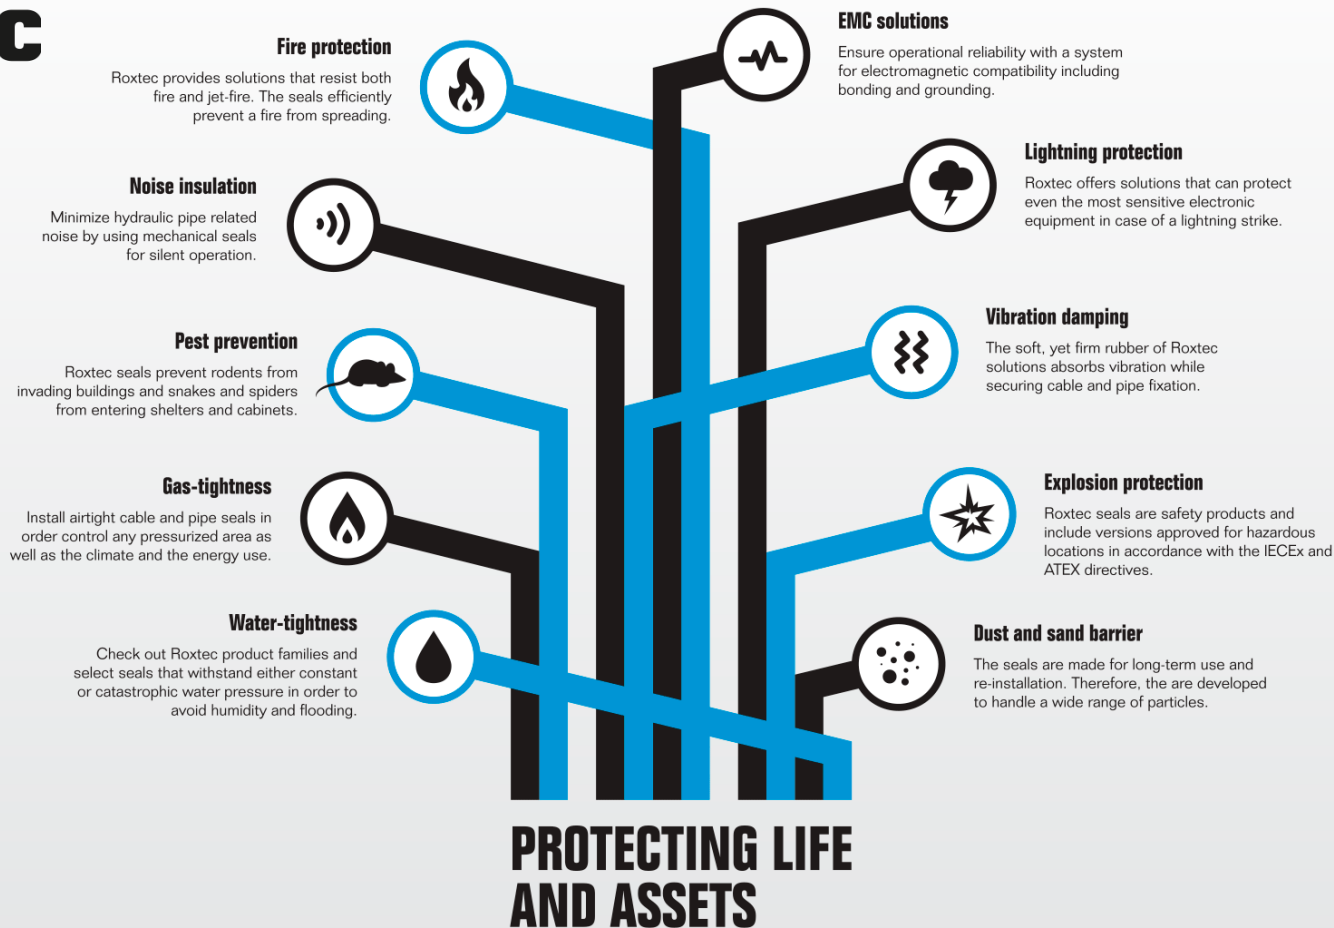 C
Fire protection
Roxtec provides solutions that resist both
fire and jet-fire. The seals efficiently
prevent a fire from spreading.
Noise insulation
Minimize hydraulic pipe related
noise by using mechanical seals
for silent operation.
Pest prevention
Roxtec seals prevent rodents from
invading buildings and snakes and spiders
from entering shelters and cabinets.
Gas-tightness
Install airtight cable and pipe seals in
order control any pressurized area as
well as the climate and the energy use.
Water-tightness
Check out Roxtec product families and
select seals that withstand either constant
or catastrophic water pressure in order to
avoid humidity and flooding.
EMC solutions
Ensure operational reliability with a system
for electromagnetic compatibility including
bonding and grounding.
Lightning protection
Roxtec offers solutions that can protect
even the most sensitive electronic
equipment in case of a lightning strike.
Vibration damping
The soft, yet firm rubber of Roxtec
solutions absorbs vibration while
securing cable and pipe fixation.
Explosion protection
Roxtec seals are safety products and
include versions approved for hazardous
locations in accordance with the IECEx and
ATEX directives.
Dust and sand barrier
The seals are made for long-term use and
re-installation. Therefore, the are developed
to handle a wide range of particles.
PROTECTING LIFE
AND ASSETS